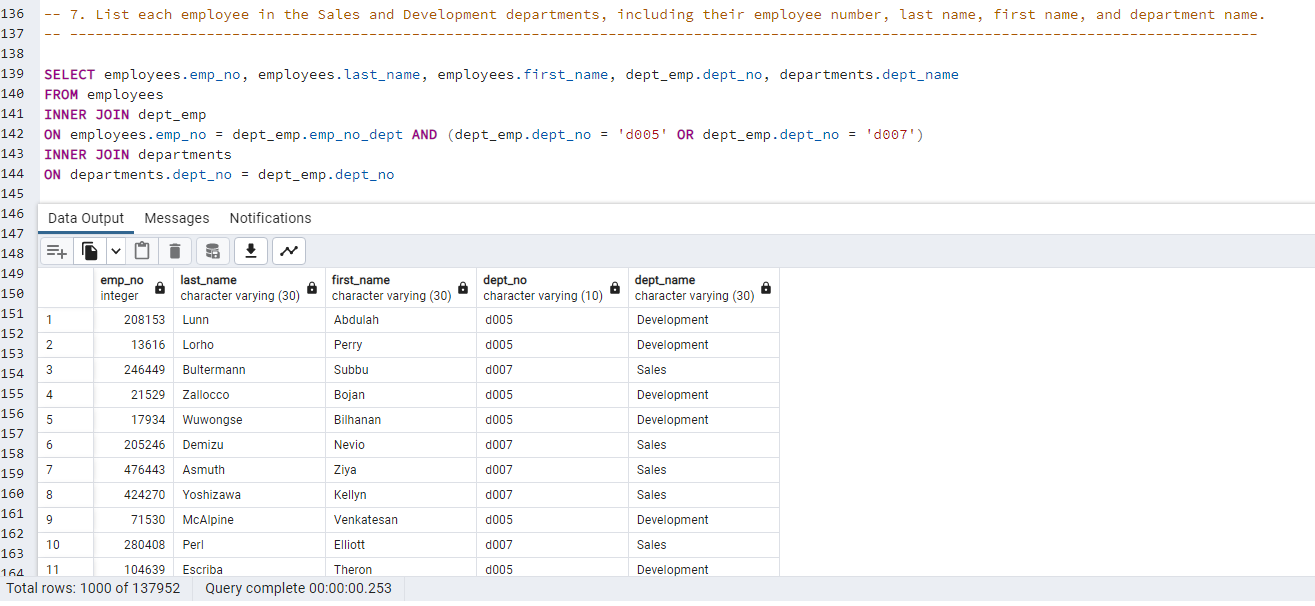 136 -- 7. List each employee in the Sales and Development departments, including their employee number, last name, first name, and department name.
137 -- --------------------------------------------------------------------------------------------------------------------------------------------
138
139 SELECT employees.emp_no, employees.last_name, employees.first_name, dept_emp.dept_no, departments.dept_name
140 FROM employees
141 INNER JOIN dept_emp
142 ON employees.emp_no = dept_emp.emp_no_dept AND (dept_emp.dept_no = 'd005' OR dept_emp.dept_no = 'd007')
143 INNER JOIN departments
144 ON departments.dept_no = dept_emp.dept_no
145
146
147
148
149
150
151
152
153
154
155
156
157
158
159
160
161
162
163
164
Data Output Messages Notifications
emp_no last_name first_name dept_no dept_name
integer character varying (30) character varying (30) character varying (10) character varying (30)
1 208153 Lunn Abdulah d005 Development
2 13616 Lorho Perry d005 Development
3 246449 Bultermann Subbu d007 Sales
4 21529 Zallocco Bojan d005 Development
5 17934 Wuwongse Bilhanan d005 Development
6 205246 Demizu Nevio d007 Sales
7 476443 Asmuth Ziya d007 Sales
8 424270 Yoshizawa Kellyn d007 Sales
9 71530 McAlpine Venkatesan d005 Development
10 280408 Perl Elliott d007 Sales
11 104639 Escriba Theron d005 Development
Total rows: 1000 of 137952 Query complete 00:00:00.253